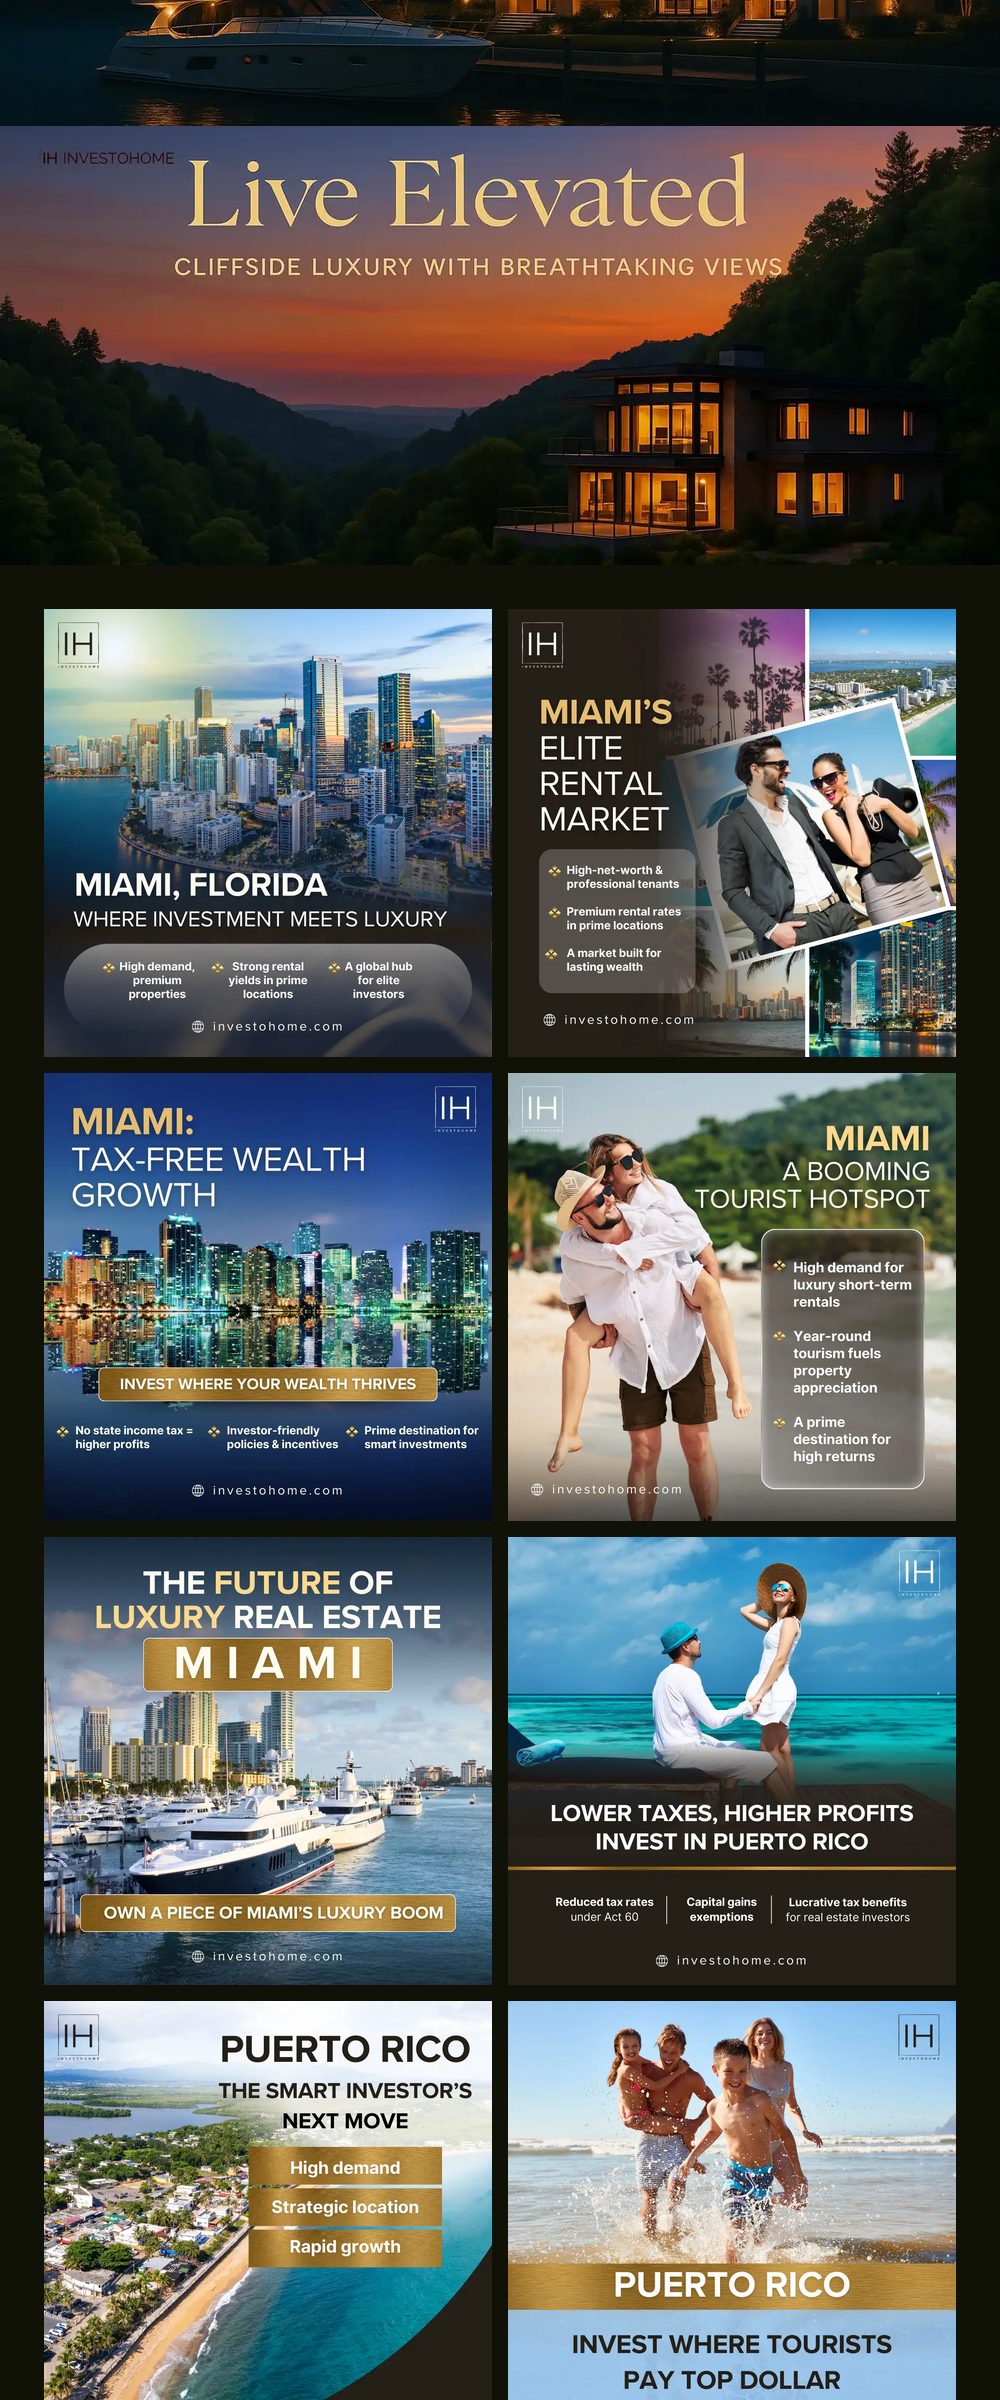 IH INVESTOHOME
Live Elevated
CLIFFSIDE LUXURY WITH BREATHTAKING VIEWS
IH
INVESTOHOME
MIAMI, FLORIDA
WHERE INVESTMENT MEETS LUXURY
High demand,
premium
properties
Strong rental
yields in prime
locations
A global hub
for elite
investors
investohome.com
IH
INVESTOHOME
MIAMI'S
ELITE
RENTAL
MARKET
High-net-worth &
professional tenants
Premium rental rates
in prime locations
A market built for
lasting wealth
investohome.com
IH
INVESTOHOME
MIAMI:
TAX-FREE WEALTH
GROWTH
INVEST WHERE YOUR WEALTH THRIVES
No state income tax =
higher profits
Investor-friendly
policies & incentives
Prime destination for
smart investments
investohome.com
IH
INVESTOHOME
MIAMI
A BOOMING
TOURIST HOTSPOT
High demand for
luxury short-term
rentals
Year-round
tourism fuels
property
appreciation
A prime
destination for
high returns
investohome.com
THE FUTURE OF
LUXURY REAL ESTATE
MIAMI
OWN A PIECE OF MIAMI'S LUXURY BOOM
investohome.com
IH
INVESTOHOME
LOWER TAXES, HIGHER PROFITS
INVEST IN PUERTO RICO
Reduced tax rates
under Act 60
Capital gains
exemptions
Lucrative tax benefits
for real estate investors
investohome.com
IH
INVESTOHOME
PUERTO RICO
THE SMART INVESTOR'S
NEXT MOVE
High demand
Strategic location
Rapid growth
IH
INVESTOHOME
PUERTO RICO
INVEST WHERE TOURISTS
PAY TOP DOLLAR